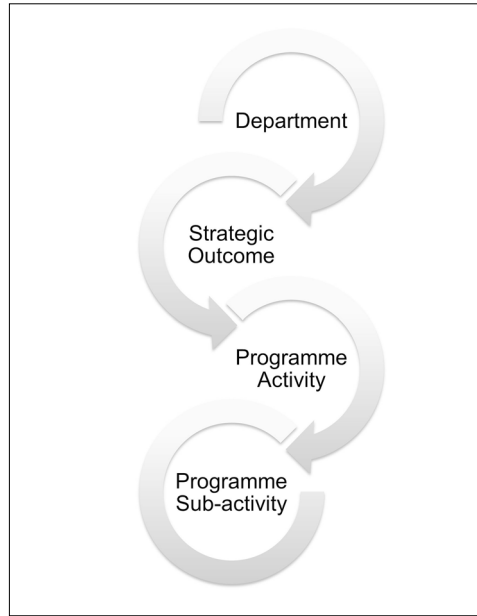 Department
Strategic
Outcome
Programme
Activity
Programme
Sub-activity